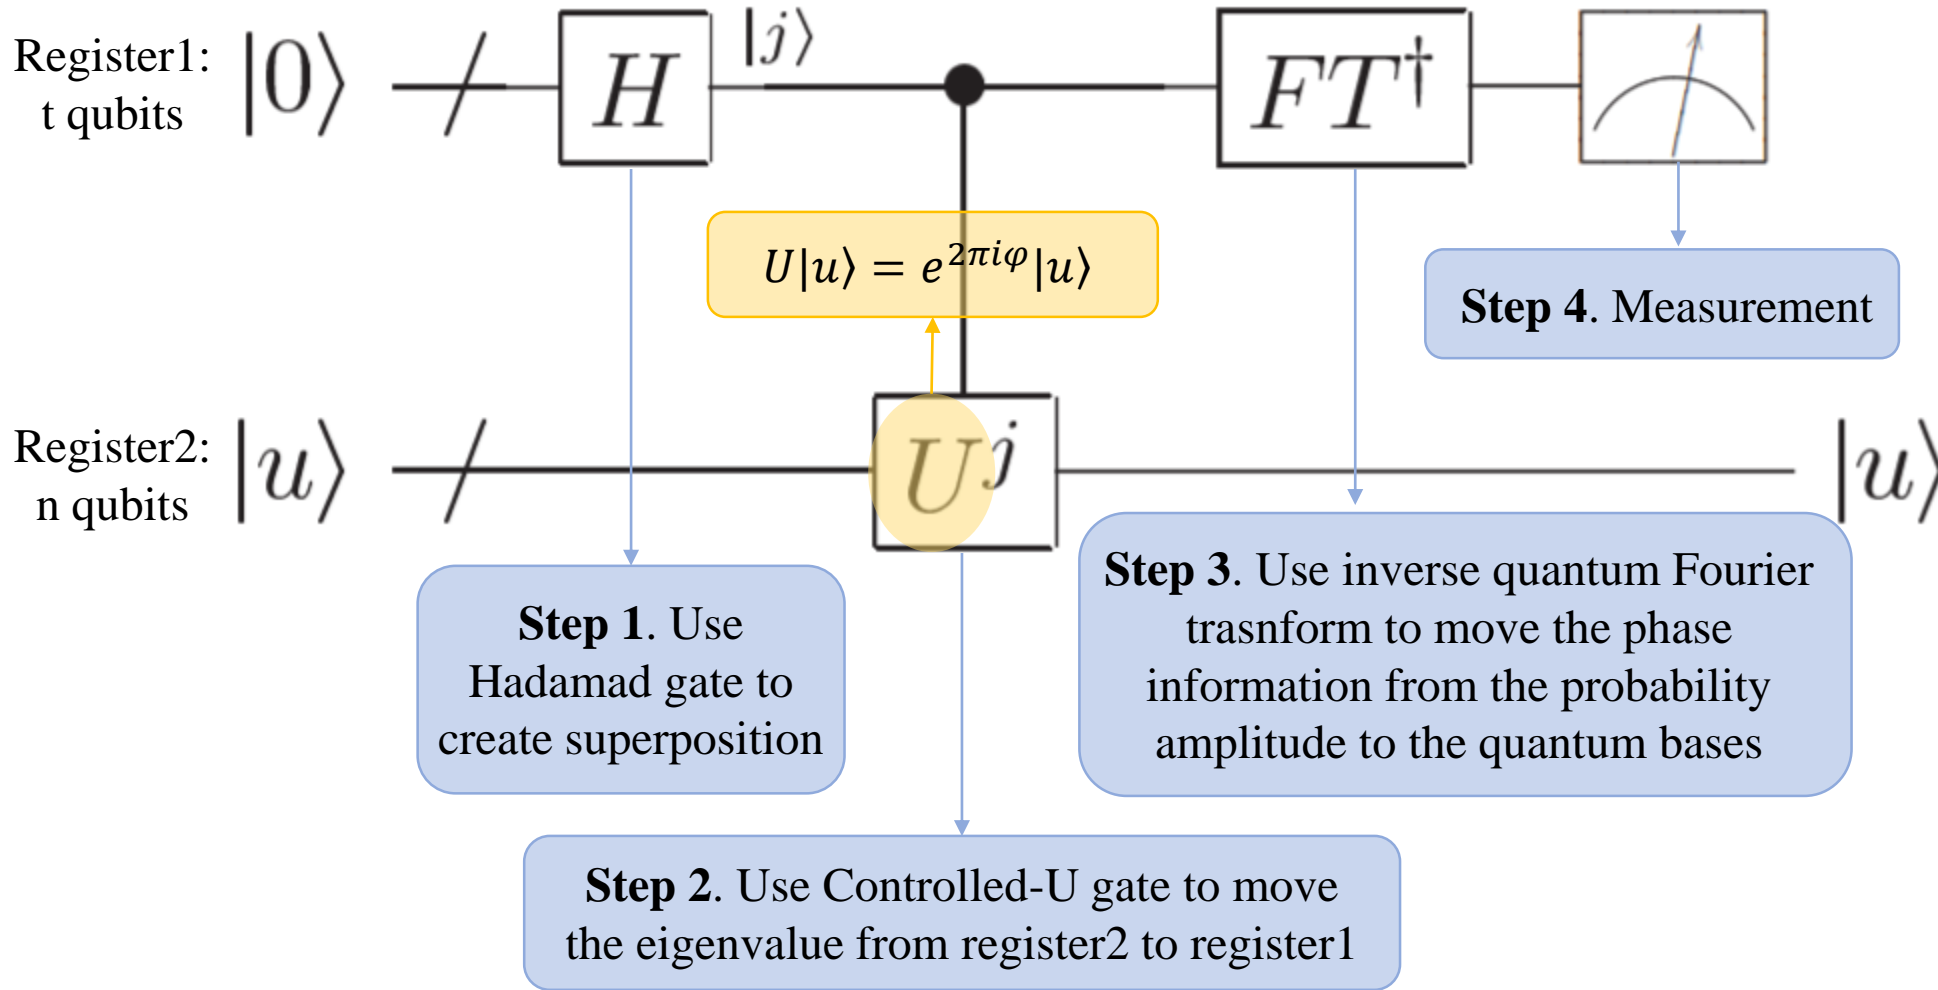 Register1:
t qubits
|0⟩
H
|j⟩
FT†
U|u⟩ = e^{2πiφ}|u⟩
Step 4. Measurement
Register2:
n qubits
|u⟩
U^j
|u⟩
Step 1. Use
Hadamad gate to
create superposition
Step 3. Use inverse quantum Fourier
trasnform to move the phase
information from the probability
amplitude to the quantum bases
Step 2. Use Controlled-U gate to move
the eigenvalue from register2 to register1